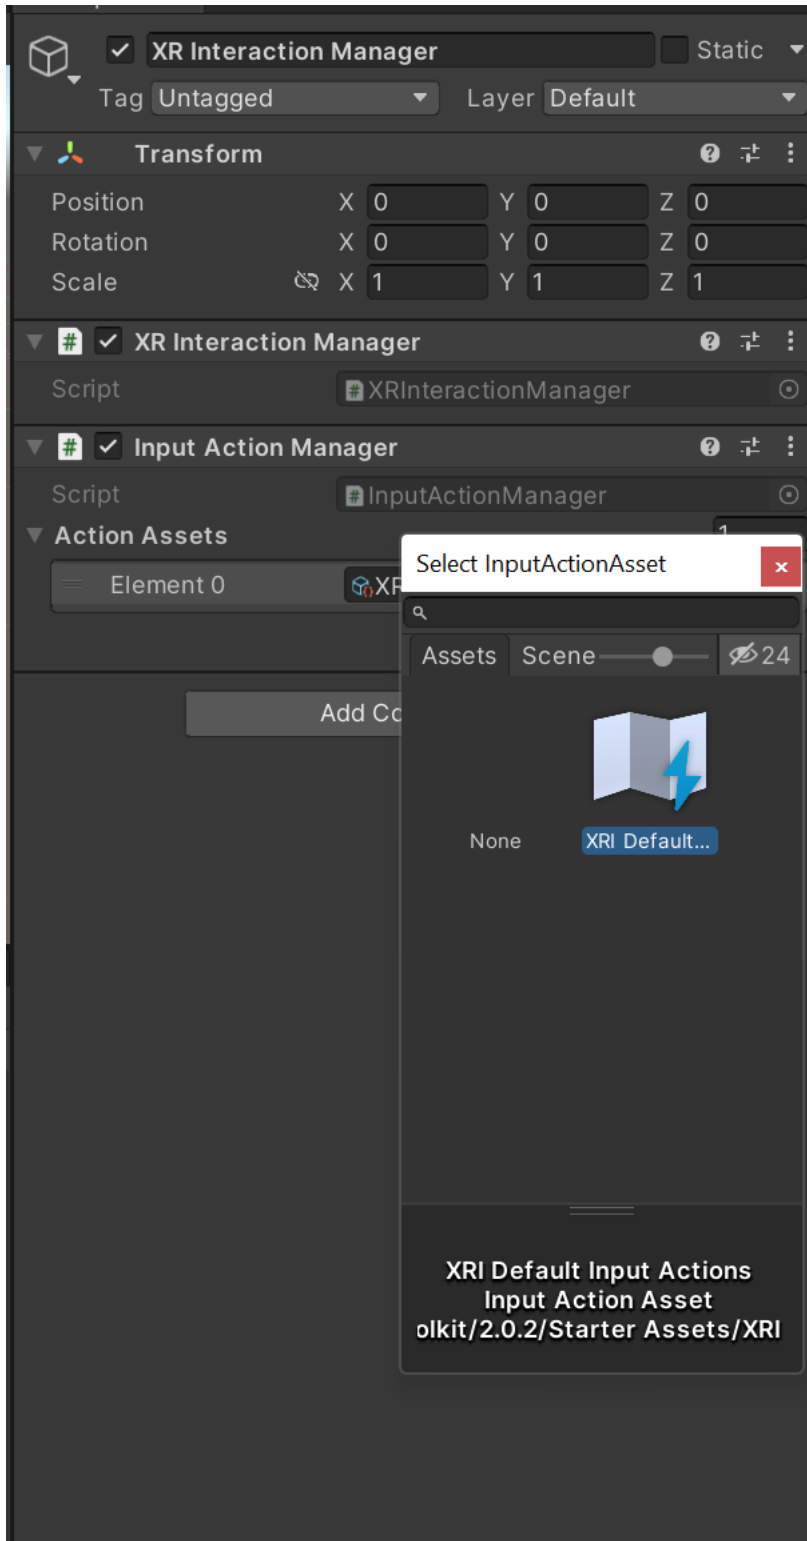 XR Interaction Manager
Static
Tag Untagged Layer Default
Transform
Position X 0 Y 0 Z 0
Rotation X 0 Y 0 Z 0
Scale X 1 Y 1 Z 1
# XR Interaction Manager
Script # XRInteractionManager
# Input Action Manager
Script # InputActionManager
Action Assets 1
Element 0 XR
Select InputActionAsset x
Assets Scene 24
Add Co
None XRI Default...
XRI Default Input Actions
Input Action Asset
olkit/2.0.2/Starter Assets/XRI